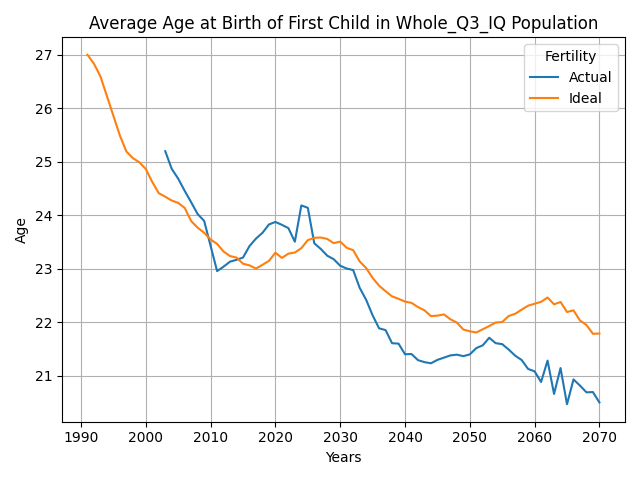 Average Age at Birth of First Child in Whole_Q3_IQ Population
Fertility
Actual
Ideal
27
26
25
24
23
22
21
Age
1990
2000
2010
2020
2030
2040
2050
2060
2070
Years